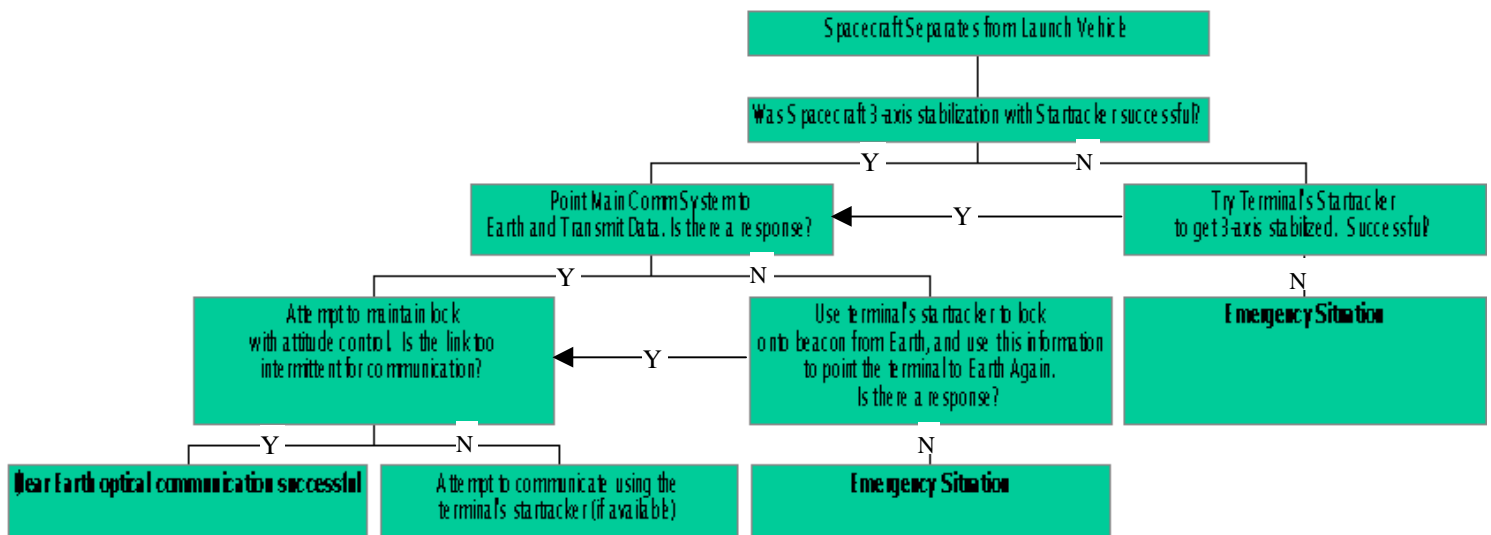 Spacecraft Separates from Launch Vehicle
Was Spacecraft 3-axis stabilization with Startracker successful?
Y
N
Point Main Comm System to
Earth and Transmit Data. Is there a response?
Y
Try Terminal's Startracker
to get 3-axis stabilized. Successful?
Y
N
N
Attempt to maintain lock
with attitude control. Is the link too
intermittent for communication?
Y
Use terminal's startracker to lock
onto beacon from Earth, and use this information
to point the terminal to Earth Again.
Is there a response?
Emergency Situation
Y
N
N
Near Earth optical communication successful
Attempt to communicate using the
terminal's startracker (if available)
Emergency Situation